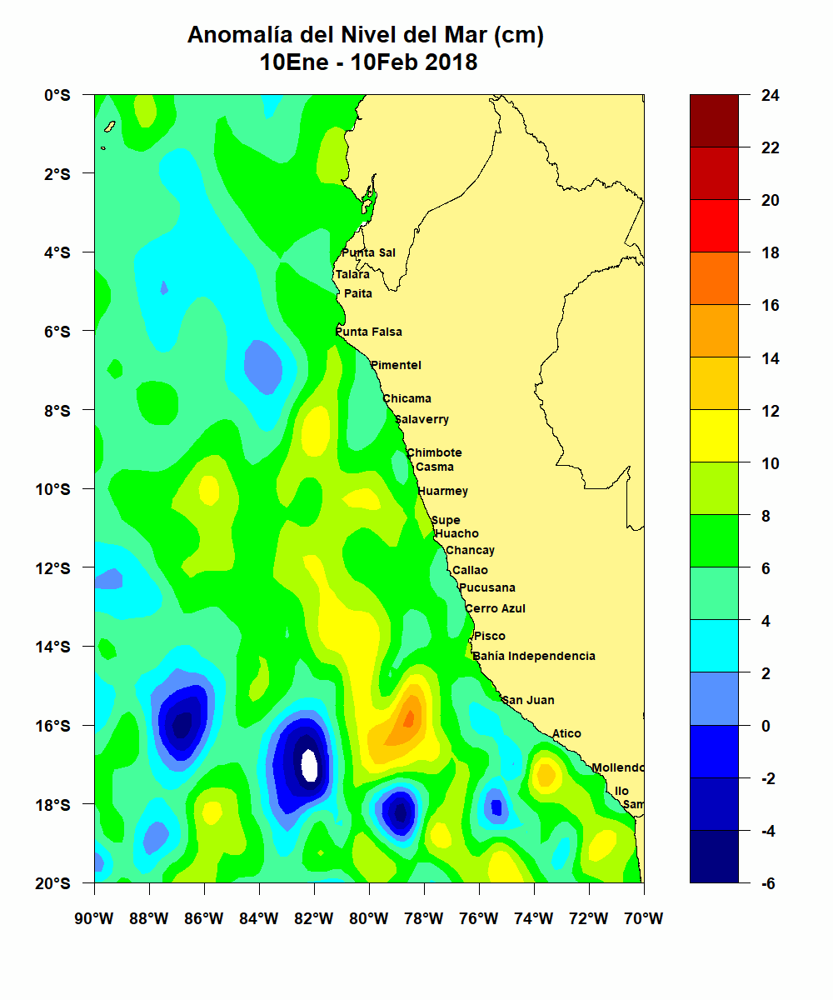 Anomalía del Nivel del Mar (cm)
10Ene - 10Feb 2018
0°S
2°S
4°S
6°S
8°S
10°S
12°S
14°S
16°S
18°S
20°S
Punta Sal
Talara
Paita
Punta Falsa
Pimentel
Chicama
Salaverry
Chimbote
Casma
Huarmey
Supe
Huacho
Chancay
Callao
Pucusana
Cerro Azul
Pisco
Bahía Independencia
San Juan
Atico
Mollendo
Ilo
Sam
90°W 88°W 86°W 84°W 82°W 80°W 78°W 76°W 74°W 72°W 70°W
24
22
20
18
16
14
12
10
8
6
4
2
0
-2
-4
-6